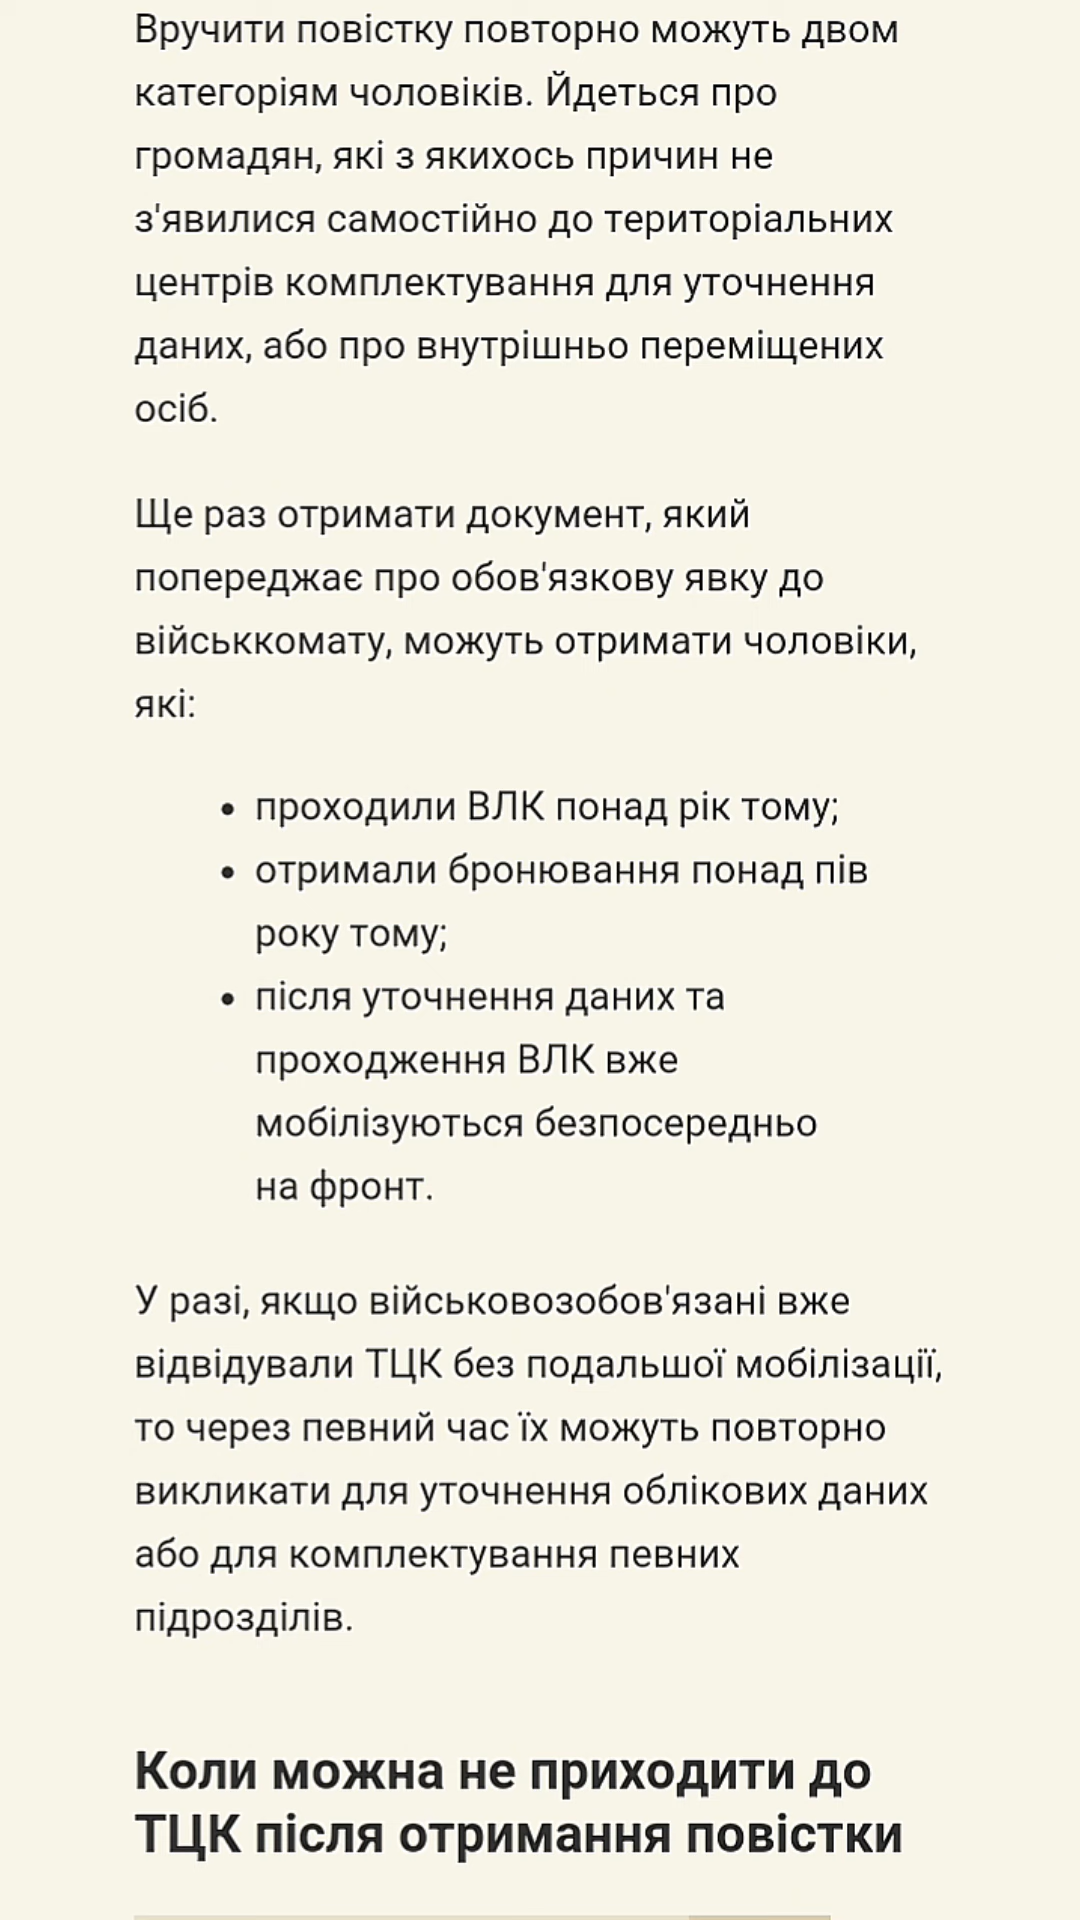 Вручити повістку повторно можуть двом
категоріям чоловіків. Йдеться про
громадян, які з якихось причин не
з'явилися самостійно до територіальних
центрів комплектування для уточнення
даних, або про внутрішньо переміщених
осіб.
Ще раз отримати документ, який
попереджає про обов'язкову явку до
військкомату, можуть отримати чоловіки,
які:
• проходили ВЛК понад рік тому;
• отримали бронювання понад пів
року тому;
• після уточнення даних та
проходження ВЛК вже
мобілізуються безпосередньо
на фронт.
У разі, якщо військовозобов'язані вже
відвідували ТЦК без подальшої мобілізації,
то через певний час їх можуть повторно
викликати для уточнення облікових даних
або для комплектування певних
підрозділів.
Коли можна не приходити до
ТЦК після отримання повістки